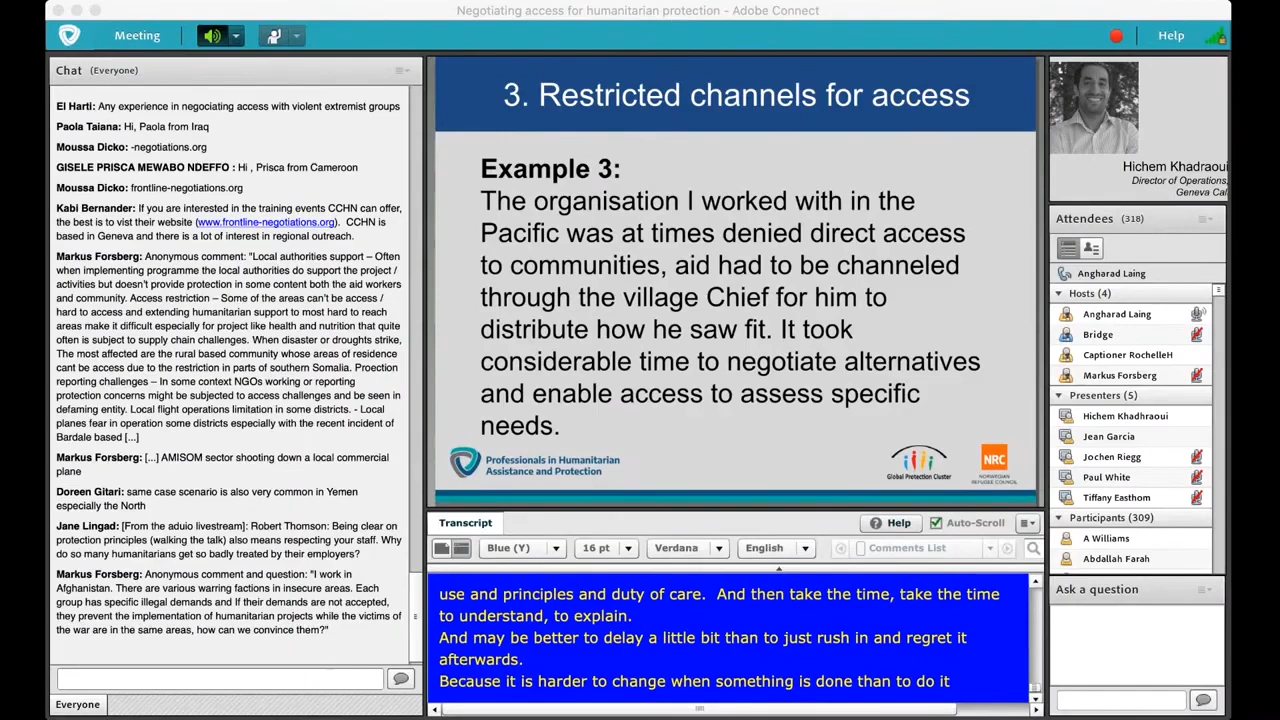 Negotiating access for humanitarian protection - Adobe Connect
Meeting
Help
Chat (Everyone)
El Harti: Any experience in negociating access with violent extremist groups
Paola Taiana: Hi, Paola from Iraq
Moussa Dicko: -negotiations.org
GISELE PRISCA MEWABO NDEFFO : Hi , Prisca from Cameroon
Moussa Dicko: frontline-negotiations.org
Kabi Bernander: If you are interested in the training events CCHN can offer,
the best is to vist their website (www.frontline-negotiations.org). CCHN is
based in Geneva and there is a lot of interest in regional outreach.
Markus Forsberg: Anonymous comment: "Local authorities support – Often
when implementing programme the local authorities do support the project /
activities but doesn't provide protection in some content both the aid workers
and community. Access restriction – Some of the areas can't be access /
hard to access and extending humanitarian support to most hard to reach
areas make it difficult especially for project like health and nutrition that quite
often is subject to supply chain challenges. When disaster or droughts strike,
The most affected are the rural based community whose areas of residence
cant be access due to the restriction in parts of southern Somalia. Proection
reporting challenges – In some context NGOs working or reporting
protection concerns might be subjected to access challenges and be seen in
defaming entity. Local flight operations limitation in some districts. - Local
planes fear in operation some districts especially with the recent incident of
Bardale based [...]
Markus Forsberg: [...] AMISOM sector shooting down a local commercial
plane
Doreen Gitari: same case scenario is also very common in Yemen
especially the North
Jane Lingad: [From the aduio livestream]: Robert Thomson: Being clear on
protection principles (walking the talk) also means respecting your staff. Why
do so many humanitarians get so badly treated by their employers?
Markus Forsberg: Anonymous comment and question: "I work in
Afghanistan. There are various warring factions in insecure areas. Each
group has specific illegal demands and If their demands are not accepted,
they prevent the implementation of humanitarian projects while the victims of
the war are in the same areas, how can we convince them?"
Everyone
3. Restricted channels for access
Example 3:
The organisation I worked with in the
Pacific was at times denied direct access
to communities, aid had to be channeled
through the village Chief for him to
distribute how he saw fit. It took
considerable time to negotiate alternatives
and enable access to assess specific
needs.
Professionals in Humanitarian
Assistance and Protection
Global Protection Cluster
NRC
NORWEGIAN
REFUGEE COUNCIL
Transcript
Help
Auto-Scroll
Blue (Y)
16 pt
Verdana
English
Comments List
use and principles and duty of care. And then take the time, take the time
to understand, to explain.
And may be better to delay a little bit than to just rush in and regret it
afterwards.
Because it is harder to change when something is done than to do it
Hichem Khadraoui
Director of Operations,
Geneva Cal
Attendees (318)
Angharad Laing
Hosts (4)
Angharad Laing
Bridge
Captioner RochelleH
Markus Forsberg
Presenters (5)
Hichem Khadhraoui
Jean Garcia
Jochen Riegg
Paul White
Tiffany Easthom
Participants (309)
A Williams
Abdallah Farah
Ask a question